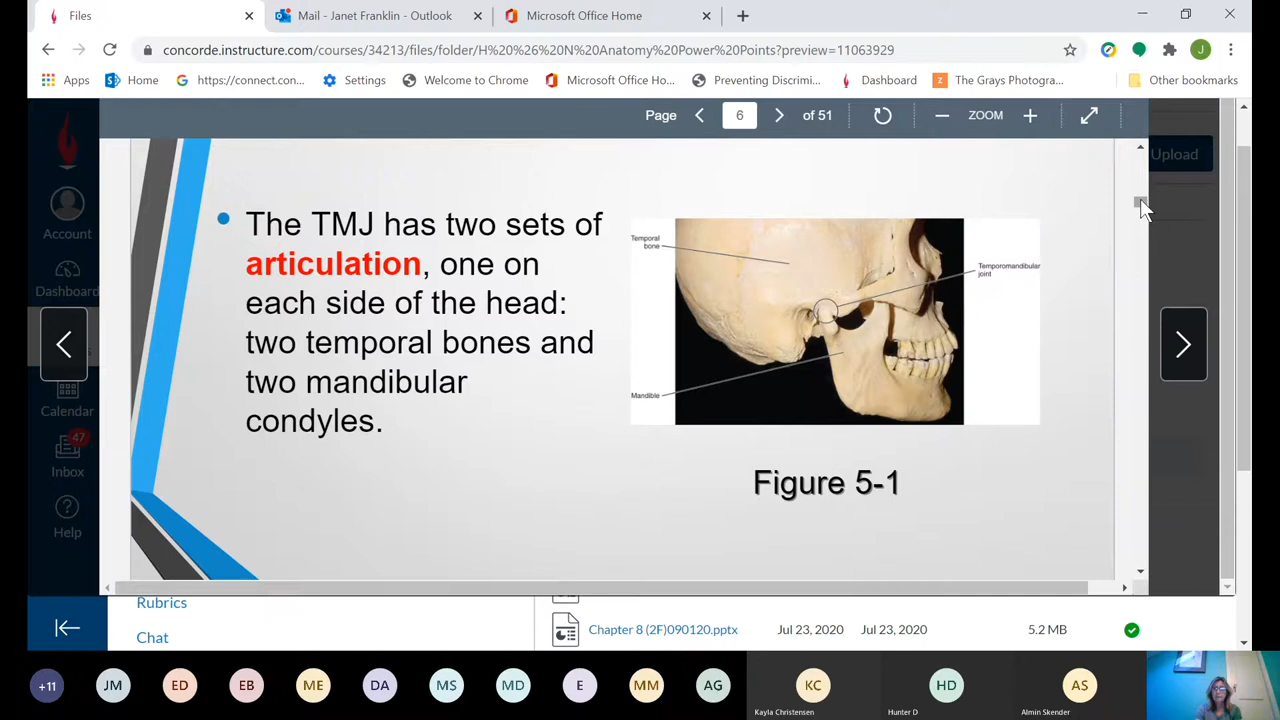 Files
Mail - Janet Franklin - Outlook
Microsoft Office Home
concorde.instructure.com/courses/34213/files/folder/H%20%26%20N%20Anatomy%20Power%20Points?preview=11063929
J
Apps
Home
https://connect.con...
Settings
Welcome to Chrome
Microsoft Office Ho...
Preventing Discrim...
Dashboard
The Grays Photogra...
Other bookmarks
Page 6 of 51
ZOOM
Upload
Account
Dashboard
Calendar
47
Inbox
Help
The TMJ has two sets of
articulation, one on
each side of the head:
two temporal bones and
two mandibular
condyles.
Temporal
bone
Temporomandibular
joint
Mandible
Figure 5-1
Rubrics
Chat
Chapter 8 (2F)090120.pptx Jul 23, 2020 Jul 23, 2020 5.2 MB
+11 JM ED EB ME DA MS MD E MM AG KC HD AS
Kayla Christensen Hunter D Almin Skender